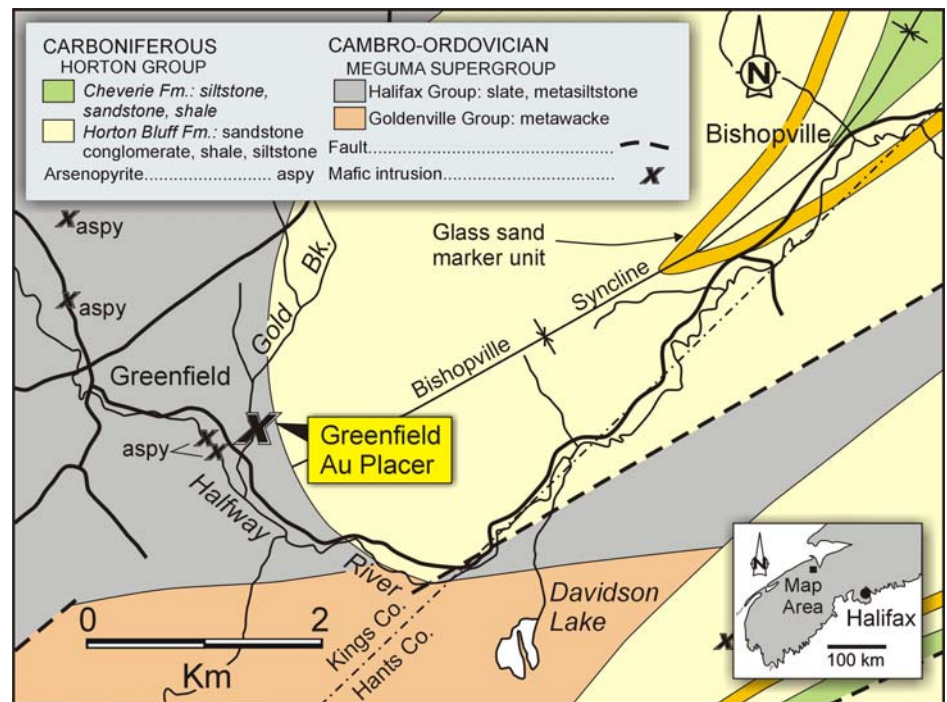 CARBONIFEROUS
HORTON GROUP
Cheverie Fm.: siltstone,
sandstone, shale
Horton Bluff Fm.: sandstone
conglomerate, shale, siltstone
Arsenopyrite..................... aspy
CAMBRO-ORDOVICIAN
MEGUMA SUPERGROUP
Halifax Group: slate, metasiltstone
Goldenville Group: metawacke
Fault
Mafic intrusion
x
N
Bishopville
x aspy
x aspy
Gold Bk.
Glass sand
marker unit
Bishopville Syncline
Greenfield
x
Greenfield
Au Placer
aspy
x
x
Halfway
River
Kings Co.
Hants Co.
Davidson
Lake
0 2
Km
x
N
Map
Area
Halifax
100 km